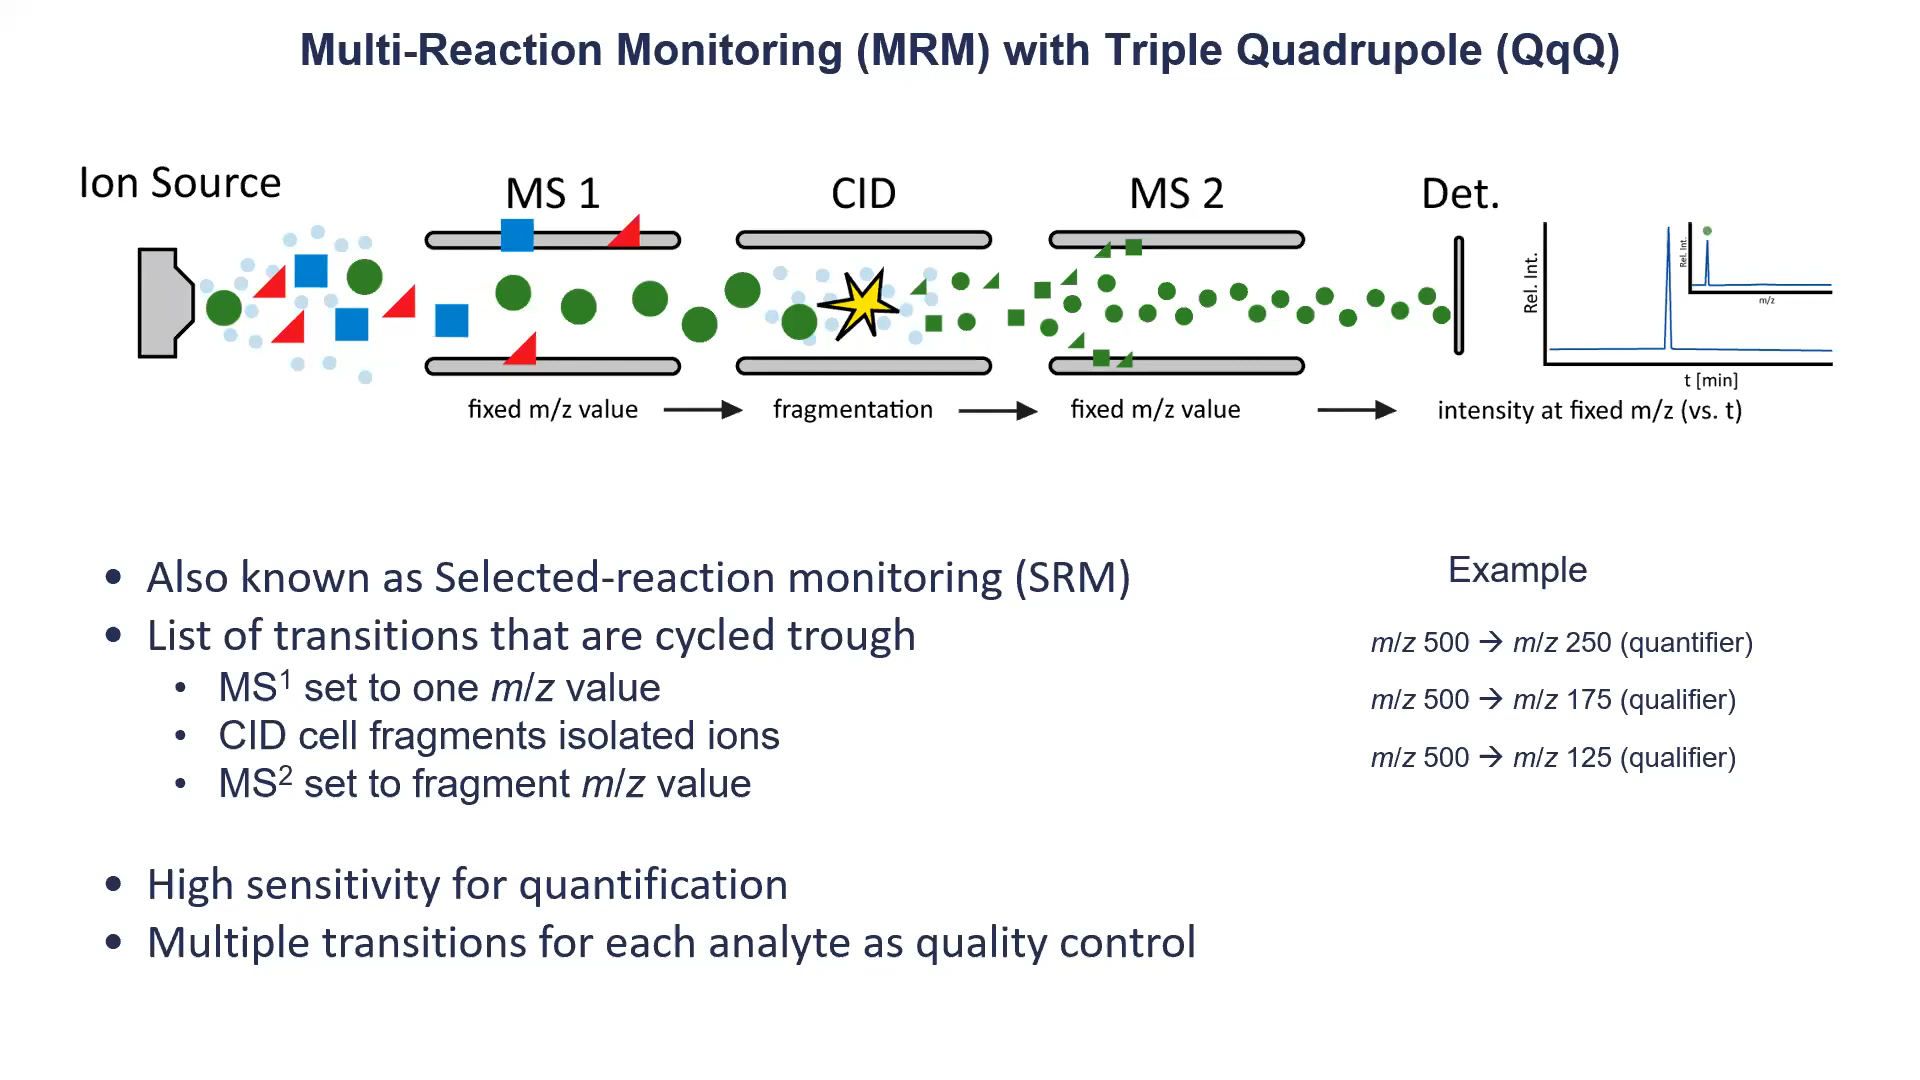 Multi-Reaction Monitoring (MRM) with Triple Quadrupole (QqQ)
Ion Source
MS 1
CID
MS 2
Det.
Rel. Int.
Rel. Int.
m/z
t [min]
fixed m/z value
fragmentation
fixed m/z value
intensity at fixed m/z (vs. t)
• Also known as Selected-reaction monitoring (SRM)
• List of transitions that are cycled trough
• MS¹ set to one m/z value
• CID cell fragments isolated ions
• MS² set to fragment m/z value
• High sensitivity for quantification
• Multiple transitions for each analyte as quality control
Example
m/z 500 → m/z 250 (quantifier)
m/z 500 → m/z 175 (qualifier)
m/z 500 → m/z 125 (qualifier)